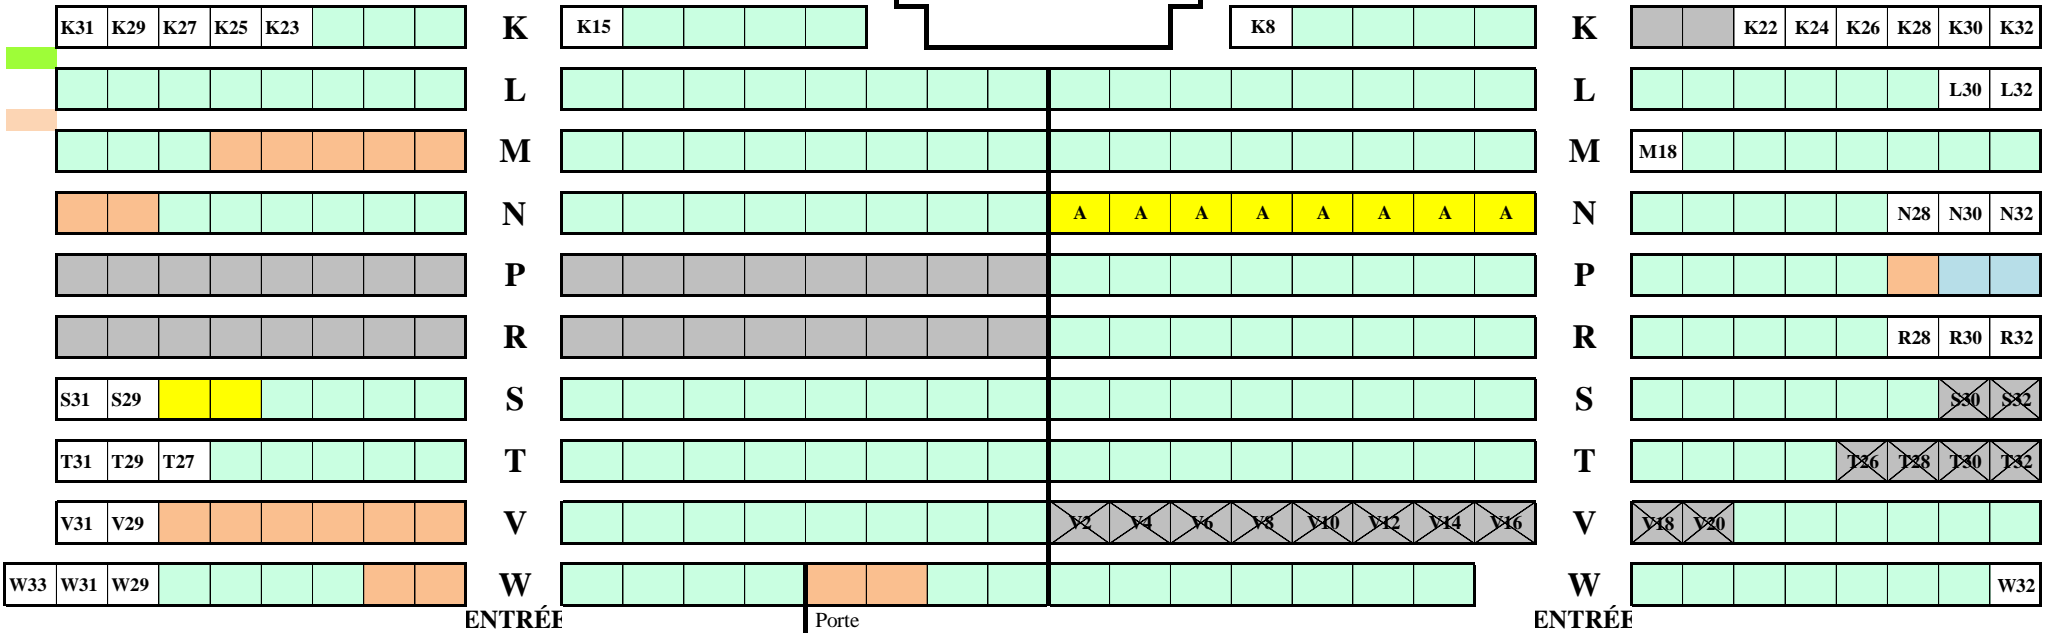 K31 K29 K27 K25 K23 K K15 K8 K K22 K24 K26 K28 K30 K32
L L L30 L32
M M M18
N A A A A A A A A N N28 N30 N32
P P
R R R28 R30 R32
S31 S29 S S S30 S32
T31 T29 T27 T T T26 T28 T30 T32
V31 V29 V V2 V4 V6 V8 V10 V12 V14 V16 V V18 V20
W33 W31 W29 W W W32
ENTRÉE Porte ENTRÉE